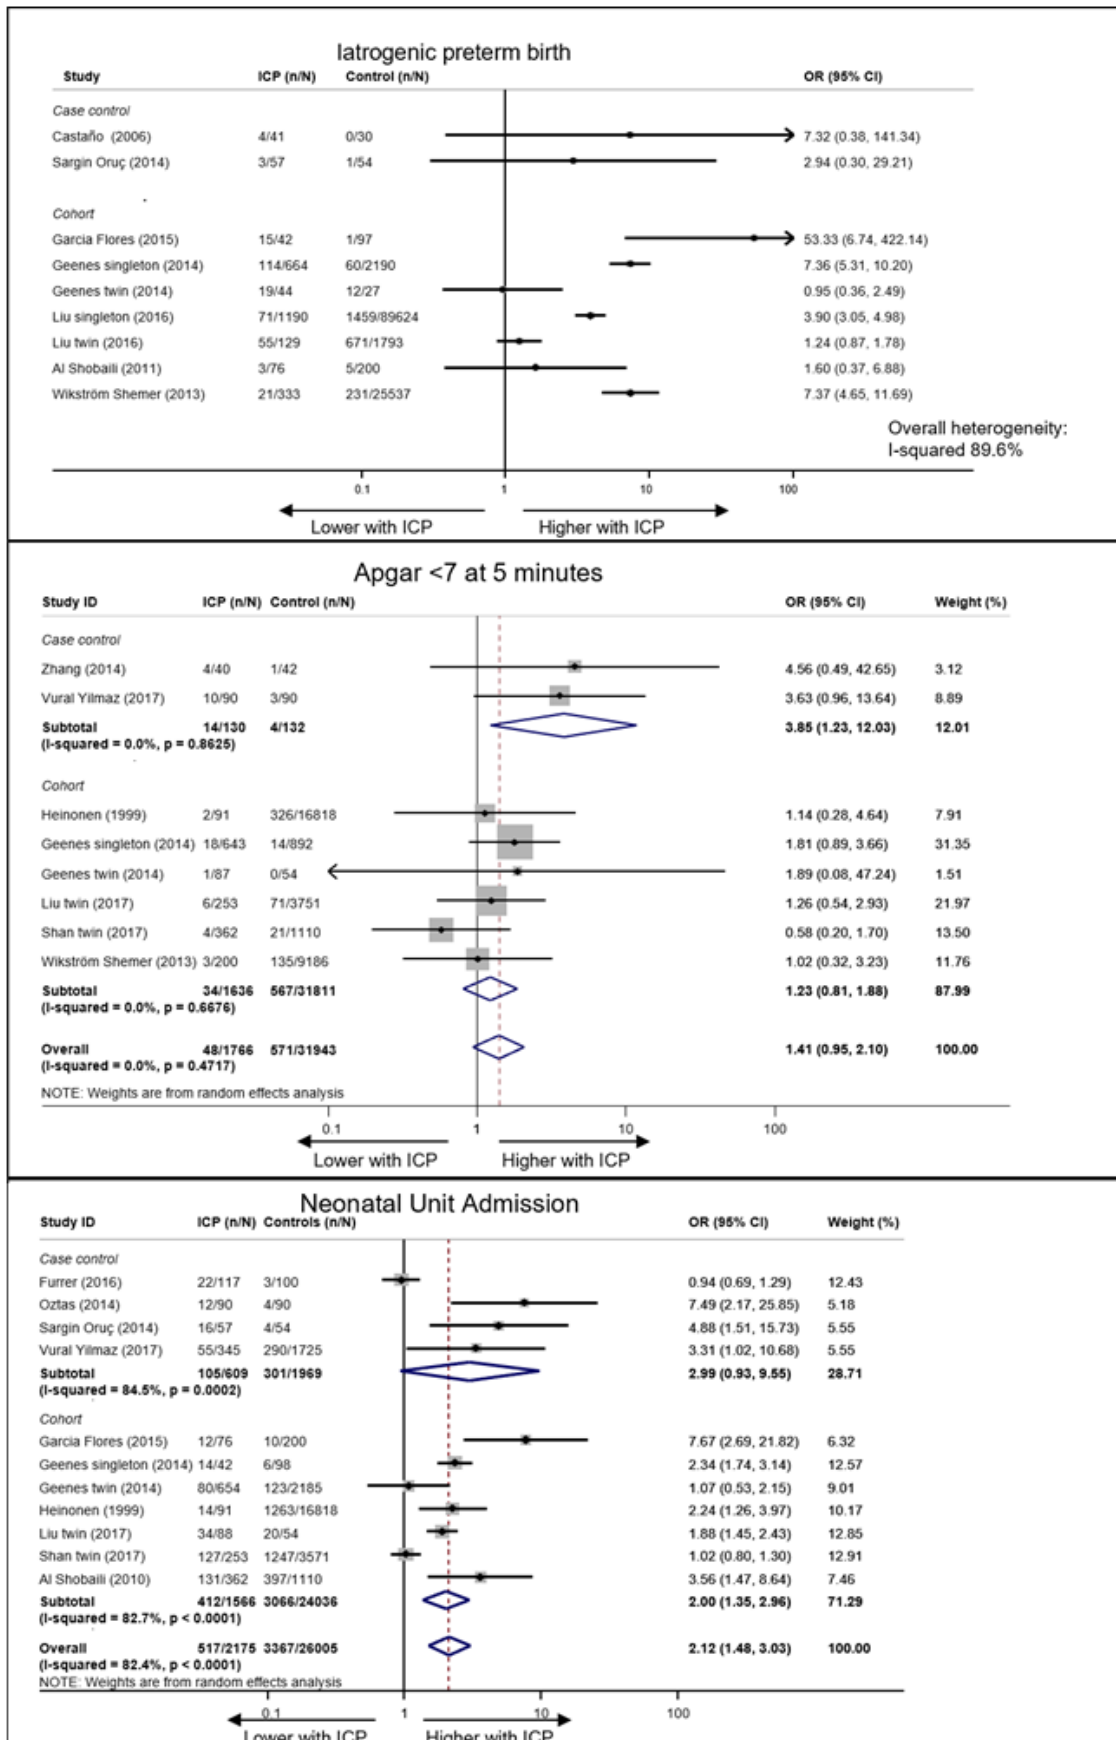 Iatrogenic preterm birth
Study ICP (n/N) Control (n/N) OR (95% CI)
Case control
Castaño (2006) 4/41 0/30 7.32 (0.38, 141.34)
Sargin Oruç (2014) 3/57 1/54 2.94 (0.30, 29.21)
Cohort
Garcia Flores (2015) 15/42 1/97 53.33 (6.74, 422.14)
Geenes singleton (2014) 114/664 60/2190 7.36 (5.31, 10.20)
Geenes twin (2014) 19/44 12/27 0.95 (0.36, 2.49)
Liu singleton (2016) 71/1190 1459/89624 3.90 (3.05, 4.98)
Liu twin (2016) 55/129 671/1793 1.24 (0.87, 1.78)
Al Shobaili (2011) 3/76 5/200 1.60 (0.37, 6.88)
Wikström Shemer (2013) 21/333 231/25537 7.37 (4.65, 11.69)
Overall heterogeneity:
I-squared 89.6%
0.1 1 10 100
Lower with ICP Higher with ICP
Apgar <7 at 5 minutes
Study ID ICP (n/N) Control (n/N) OR (95% CI) Weight (%)
Case control
Zhang (2014) 4/40 1/42 4.56 (0.49, 42.65) 3.12
Vural Yilmaz (2017) 10/90 3/90 3.63 (0.96, 13.64) 8.89
Subtotal 14/130 4/132 3.85 (1.23, 12.03) 12.01
(I-squared = 0.0%, p = 0.8625)
Cohort
Heinonen (1999) 2/91 326/16818 1.14 (0.28, 4.64) 7.91
Geenes singleton (2014) 18/643 14/892 1.81 (0.89, 3.66) 31.35
Geenes twin (2014) 1/87 0/54 1.89 (0.08, 47.24) 1.51
Liu twin (2017) 6/253 71/3751 1.26 (0.54, 2.93) 21.97
Shan twin (2017) 4/362 21/1110 0.58 (0.20, 1.70) 13.50
Wikström Shemer (2013) 3/200 135/9186 1.02 (0.32, 3.23) 11.76
Subtotal 34/1636 567/31811 1.23 (0.81, 1.88) 87.99
(I-squared = 0.0%, p = 0.6676)
Overall 48/1766 571/31943 1.41 (0.95, 2.10) 100.00
(I-squared = 0.0%, p = 0.4717)
NOTE: Weights are from random effects analysis
0.1 1 10 100
Lower with ICP Higher with ICP
Neonatal Unit Admission
Study ID ICP (n/N) Controls (n/N) OR (95% CI) Weight (%)
Case control
Furrer (2016) 22/117 3/100 0.94 (0.69, 1.29) 12.43
Oztas (2014) 12/90 4/90 7.49 (2.17, 25.85) 5.18
Sargin Oruç (2014) 16/57 4/54 4.88 (1.51, 15.73) 5.55
Vural Yilmaz (2017) 55/345 290/1725 3.31 (1.02, 10.68) 5.55
Subtotal 105/609 301/1969 2.99 (0.93, 9.55) 28.71
(I-squared = 84.5%, p = 0.0002)
Cohort
Garcia Flores (2015) 12/76 10/200 7.67 (2.69, 21.82) 6.32
Geenes singleton (2014) 14/42 6/98 2.34 (1.74, 3.14) 12.57
Geenes twin (2014) 80/654 123/2185 1.07 (0.53, 2.15) 9.01
Heinonen (1999) 14/91 1263/16818 2.24 (1.26, 3.97) 10.17
Liu twin (2017) 34/88 20/54 1.88 (1.45, 2.43) 12.85
Shan twin (2017) 127/253 1247/3571 1.02 (0.80, 1.30) 12.91
Al Shobaili (2010) 131/362 397/1110 3.56 (1.47, 8.64) 7.46
Subtotal 412/1566 3066/24036 2.00 (1.35, 2.96) 71.29
(I-squared = 82.7%, p < 0.0001)
Overall 517/2175 3367/26005 2.12 (1.48, 3.03) 100.00
(I-squared = 82.4%, p < 0.0001)
NOTE: Weights are from random effects analysis
0.1 1 10 100
Lower with ICP Higher with ICP